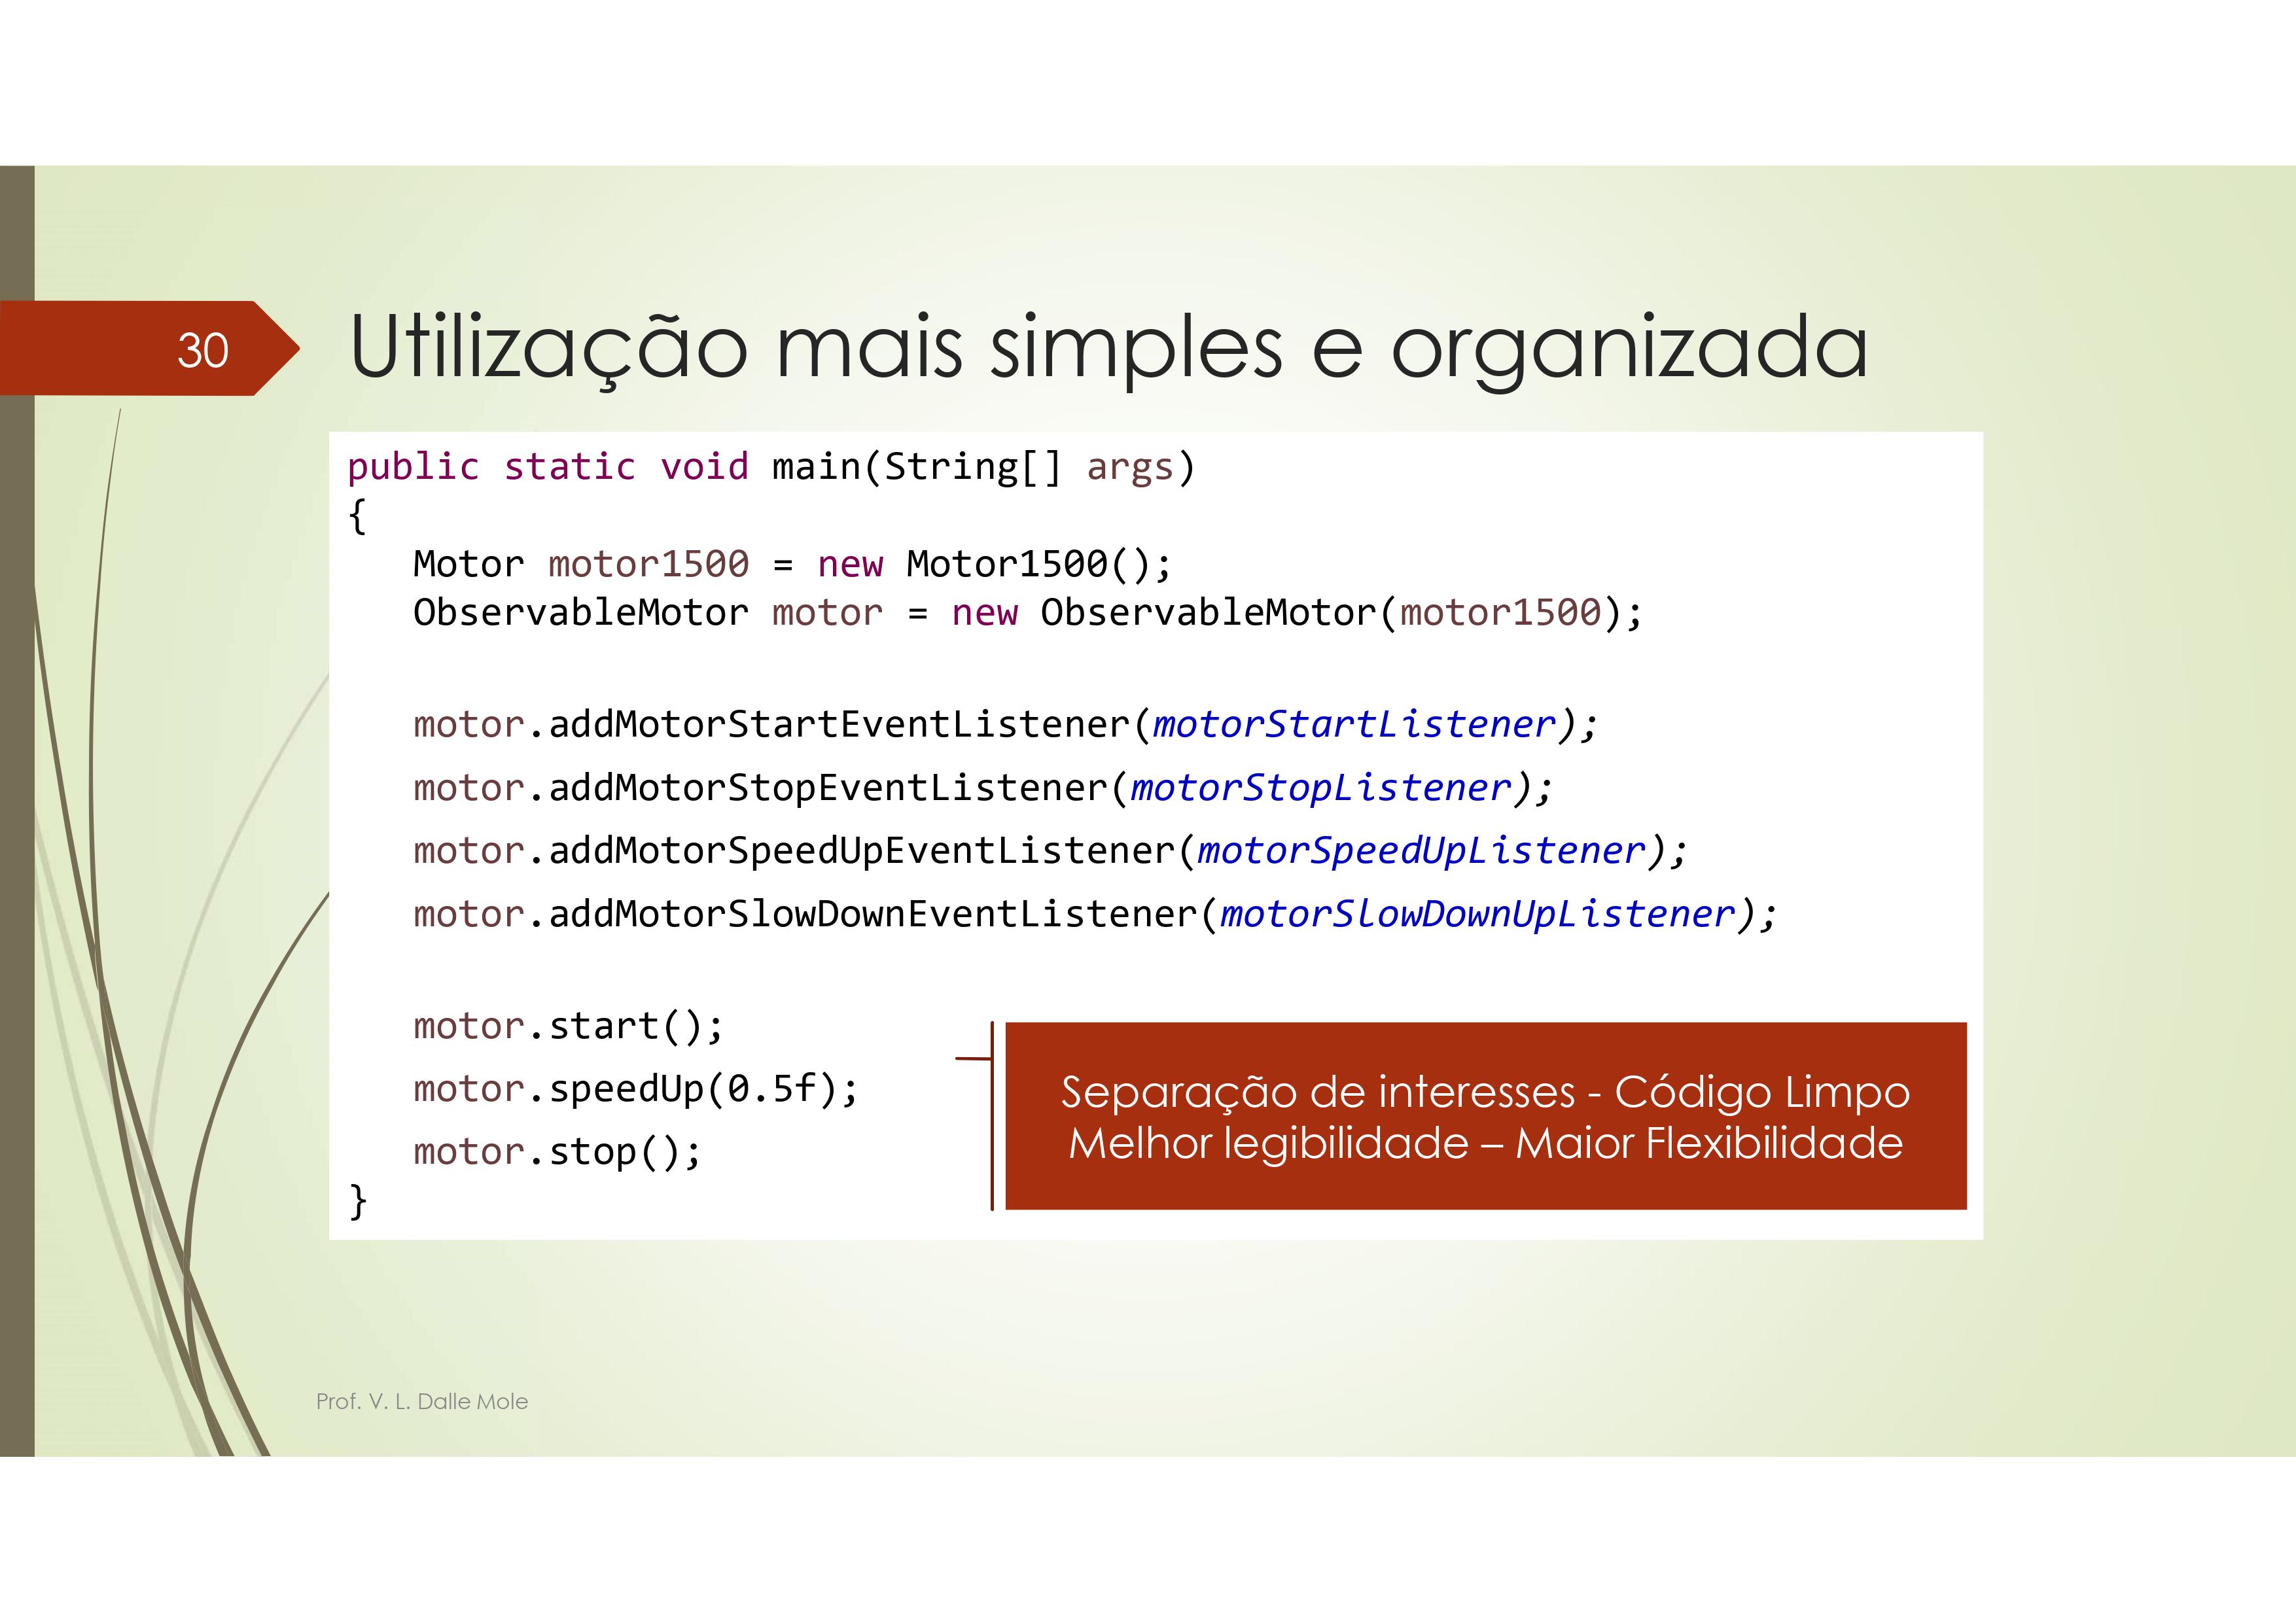 30
Utilização mais simples e organizada
public static void main(String[] args)
{
   Motor motor1500 = new Motor1500();
   ObservableMotor motor = new ObservableMotor(motor1500);
   motor.addMotorStartEventListener(motorStartListener);
   motor.addMotorStopEventListener(motorStopListener);
   motor.addMotorSpeedUpEventListener(motorSpeedUpListener);
   motor.addMotorSlowDownEventListener(motorSlowDownUpListener);
   motor.start();
   motor.speedUp(0.5f);
   motor.stop();
}
Separação de interesses - Código Limpo
Melhor legibilidade – Maior Flexibilidade
Prof. V. L. Dalle Mole